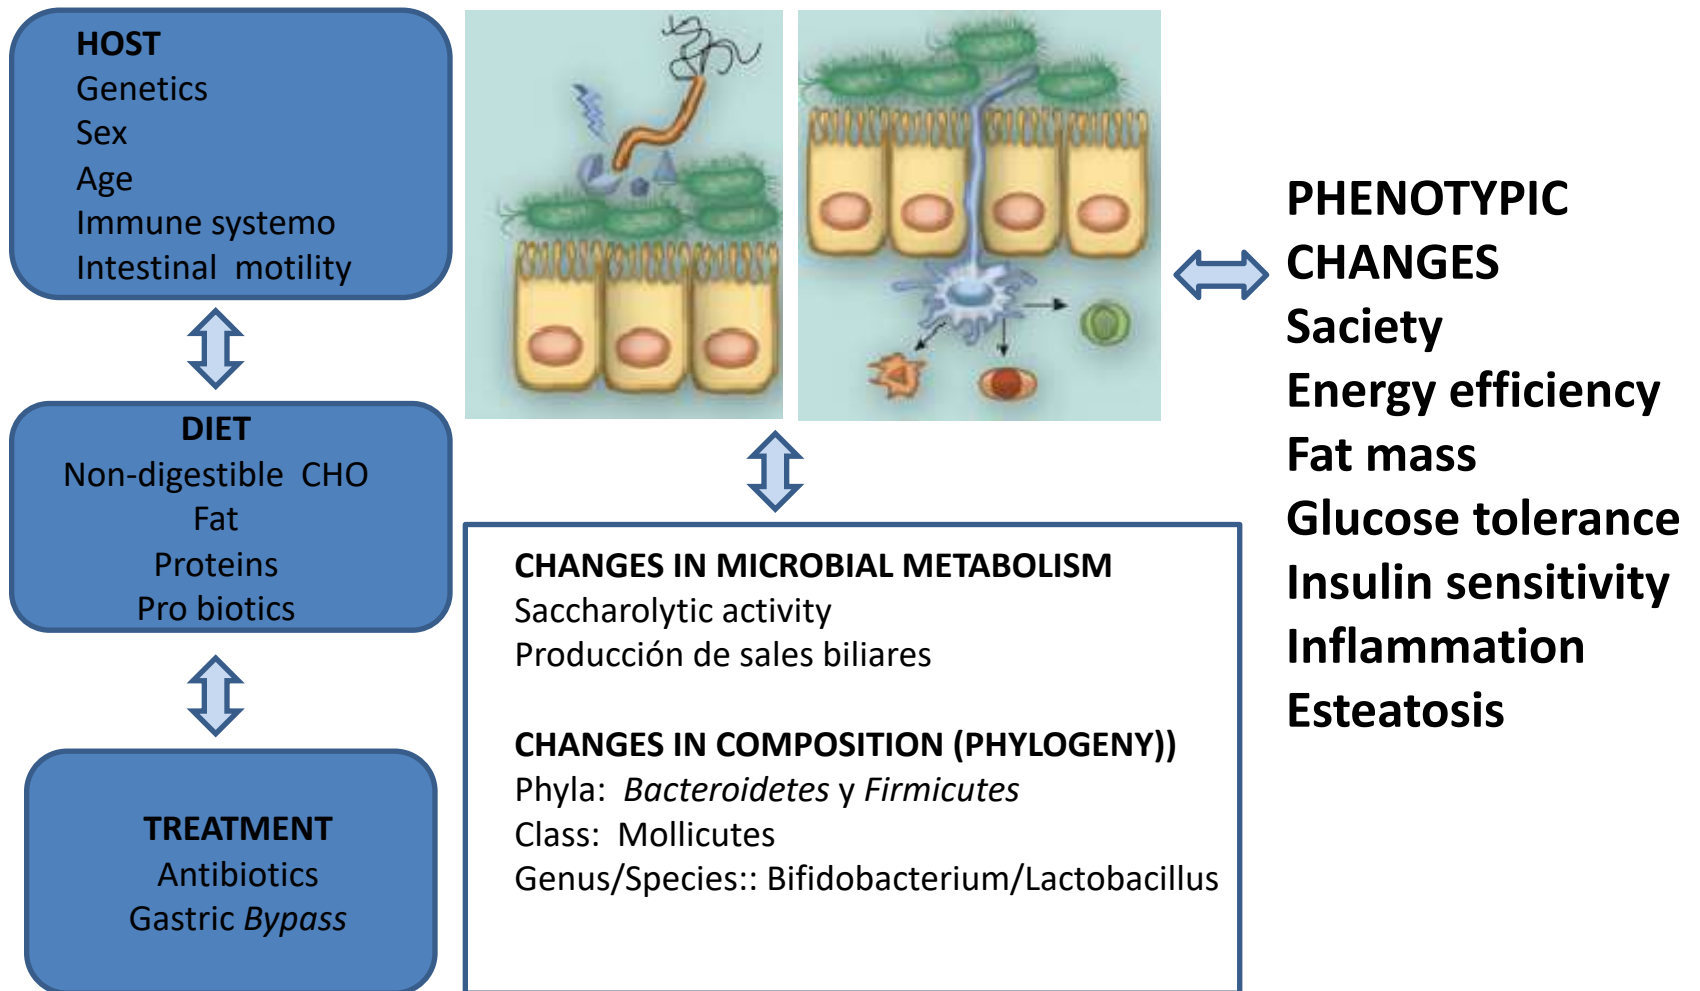 HOST
Genetics
Sex
Age
Immune systemo
Intestinal motility
DIET
Non-digestible CHO
Fat
Proteins
Pro biotics
TREATMENT
Antibiotics
Gastric Bypass
CHANGES IN MICROBIAL METABOLISM
Saccharolytic activity
Producción de sales biliares
CHANGES IN COMPOSITION (PHYLOGENY))
Phyla: Bacteroidetes y Firmicutes
Class: Mollicutes
Genus/Species:: Bifidobacterium/Lactobacillus
PHENOTYPIC
CHANGES
Saciety
Energy efficiency
Fat mass
Glucose tolerance
Insulin sensitivity
Inflammation
Esteatosis